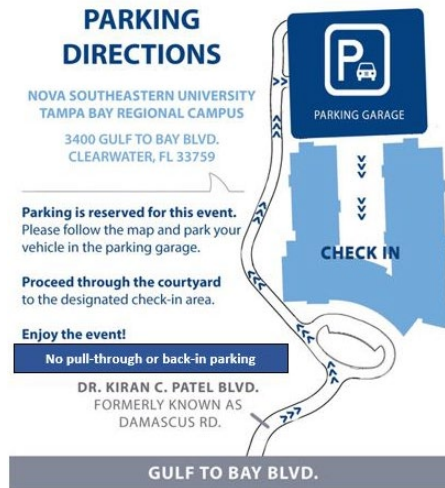 PARKING
DIRECTIONS
NOVA SOUTHEASTERN UNIVERSITY
TAMPA BAY REGIONAL CAMPUS
3400 GULF TO BAY BLVD.
CLEARWATER, FL 33759
Parking is reserved for this event.
Please follow the map and park your
vehicle in the parking garage.
Proceed through the courtyard
to the designated check-in area.
Enjoy the event!
No pull-through or back-in parking
DR. KIRAN C. PATEL BLVD.
FORMERLY KNOWN AS
DAMASCUS RD.
P
PARKING GARAGE
CHECK IN
GULF TO BAY BLVD.